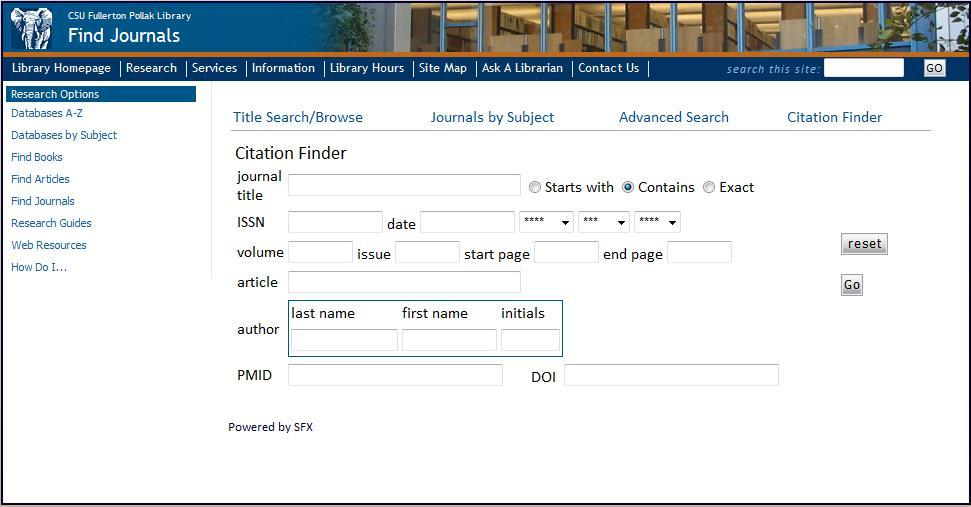 CSU Fullerton Pollak Library
Find Journals
Library Homepage Research Services Information Library Hours Site Map Ask A Librarian Contact Us search this site: GO
Research Options
Databases A-Z
Databases by Subject
Find Books
Find Articles
Find Journals
Research Guides
Web Resources
How Do I...
Title Search/Browse Journals by Subject Advanced Search Citation Finder
Citation Finder
journal title Starts with Contains Exact
ISSN date **** *** ****
volume issue start page end page
reset
article
Go
last name first name initials
author
PMID DOI
Powered by SFX